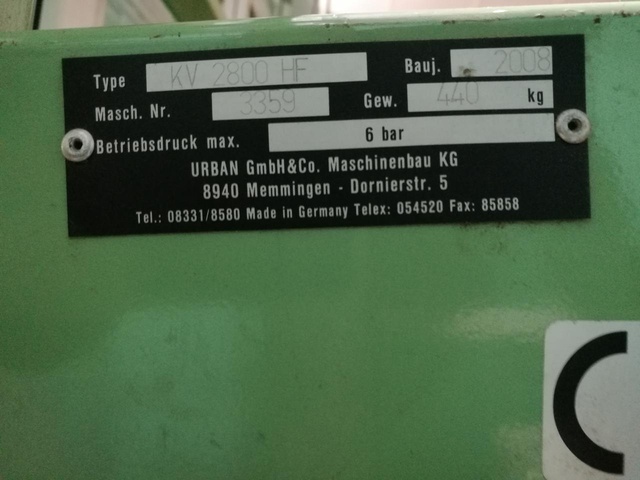 Type KV 2800 HF Bauj. 2008
Masch. Nr. 3359 Gew. 440 kg
Betriebsdruck max. 6 bar
URBAN GmbH&Co. Maschinenbau KG
8940 Memmingen - Dornierstr. 5
Tel.: 08331/8580 Made in Germany Telex: 054520 Fax: 85858
C